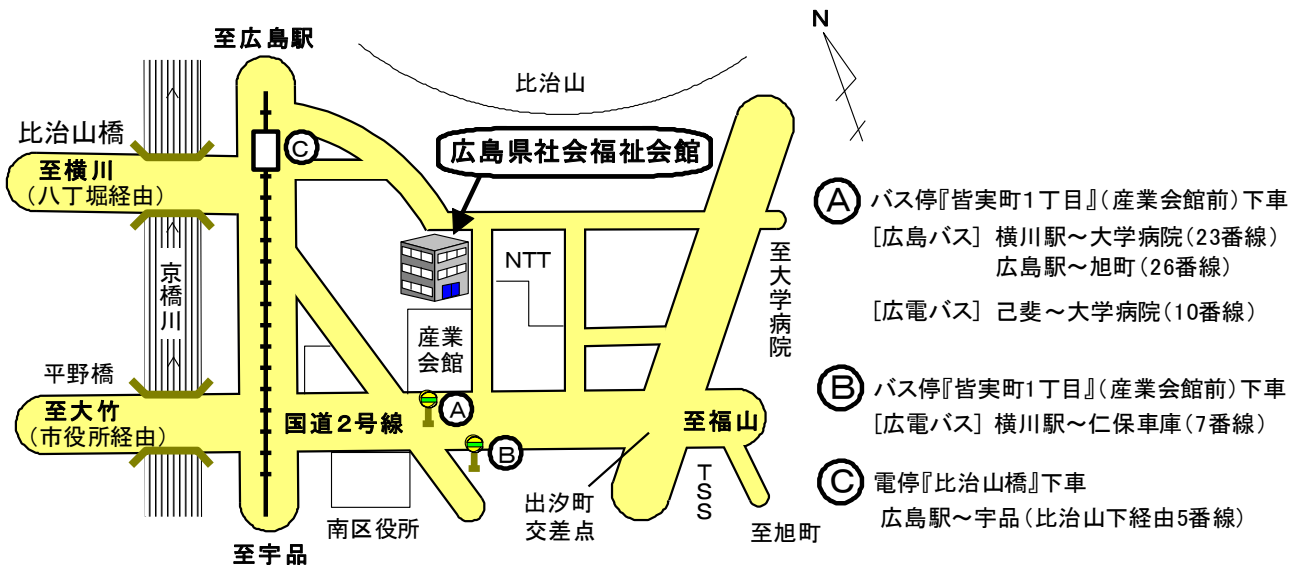 至広島駅
N
比治山
比治山橋
C
広島県社会福祉会館
至横川
(八丁堀経由)
京橋川
NTT
至大学病院
産業
会館
平野橋
至大竹
(市役所経由)
国道2号線
A
B
至福山
出汐町
交差点
TSS
南区役所
至旭町
至宇品
A バス停『皆実町1丁目』(産業会館前)下車
[広島バス] 横川駅~大学病院(23番線)
広島駅~旭町(26番線)
[広電バス] 己斐~大学病院(10番線)
B バス停『皆実町1丁目』(産業会館前)下車
[広電バス] 横川駅~仁保車庫(7番線)
C 電停『比治山橋』下車
広島駅~宇品(比治山下経由5番線)